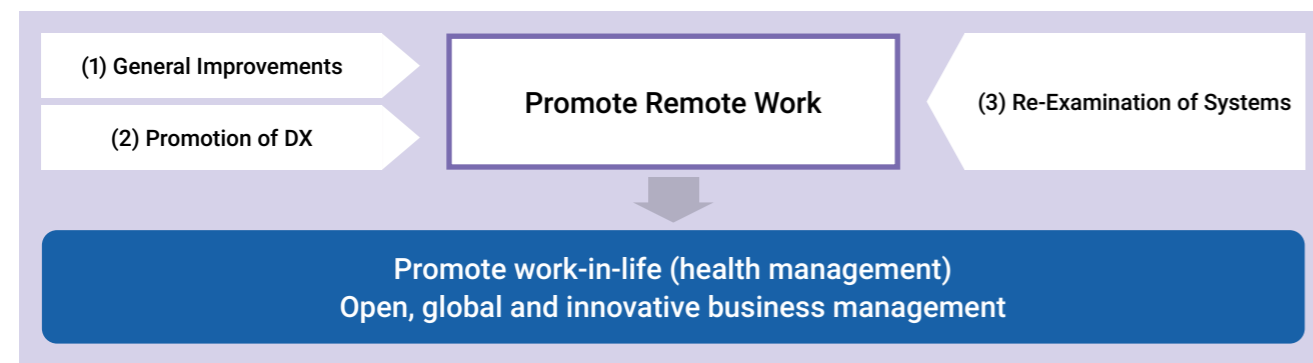 (1) General Improvements
(2) Promotion of DX
Promote Remote Work
(3) Re-Examination of Systems
Promote work-in-life (health management)
Open, global and innovative business management